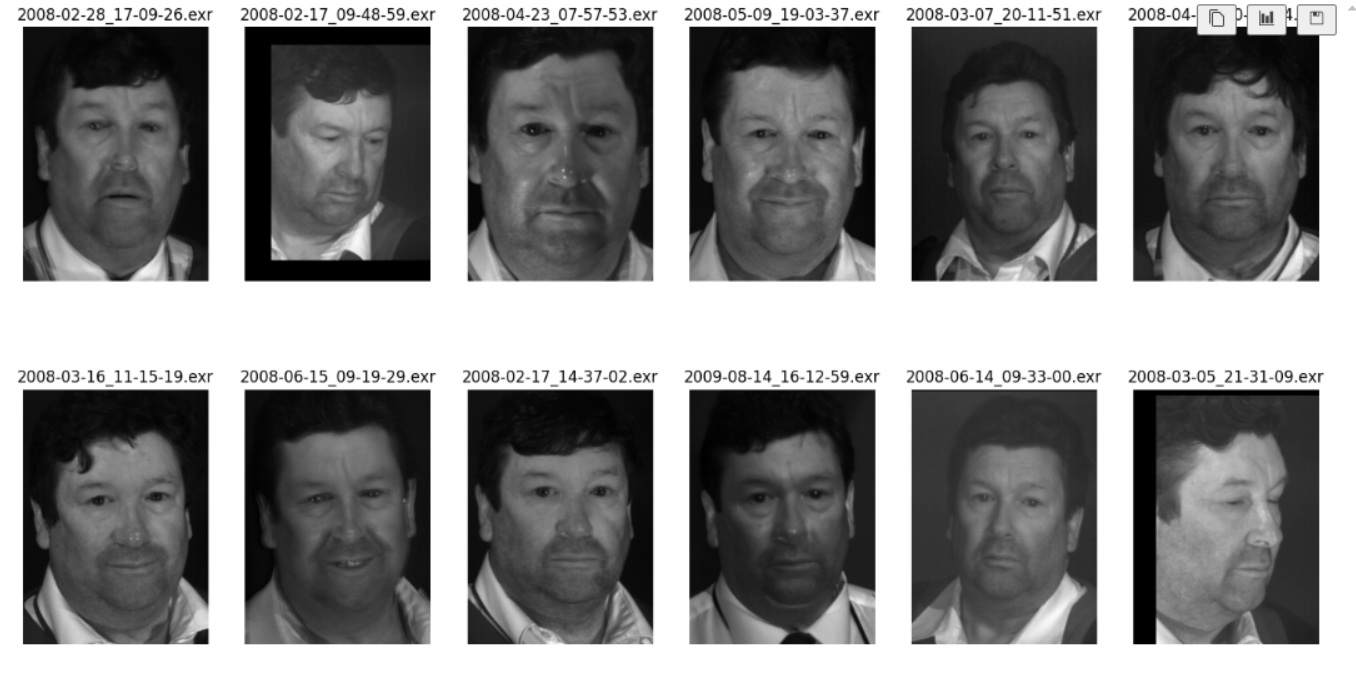 2008-02-28_17-09-26.exr
2008-02-17_09-48-59.exr
2008-04-23_07-57-53.exr
2008-05-09_19-03-37.exr
2008-03-07_20-11-51.exr
2008-04-
2008-03-16_11-15-19.exr
2008-06-15_09-19-29.exr
2008-02-17_14-37-02.exr
2009-08-14_16-12-59.exr
2008-06-14_09-33-00.exr
2008-03-05_21-31-09.exr